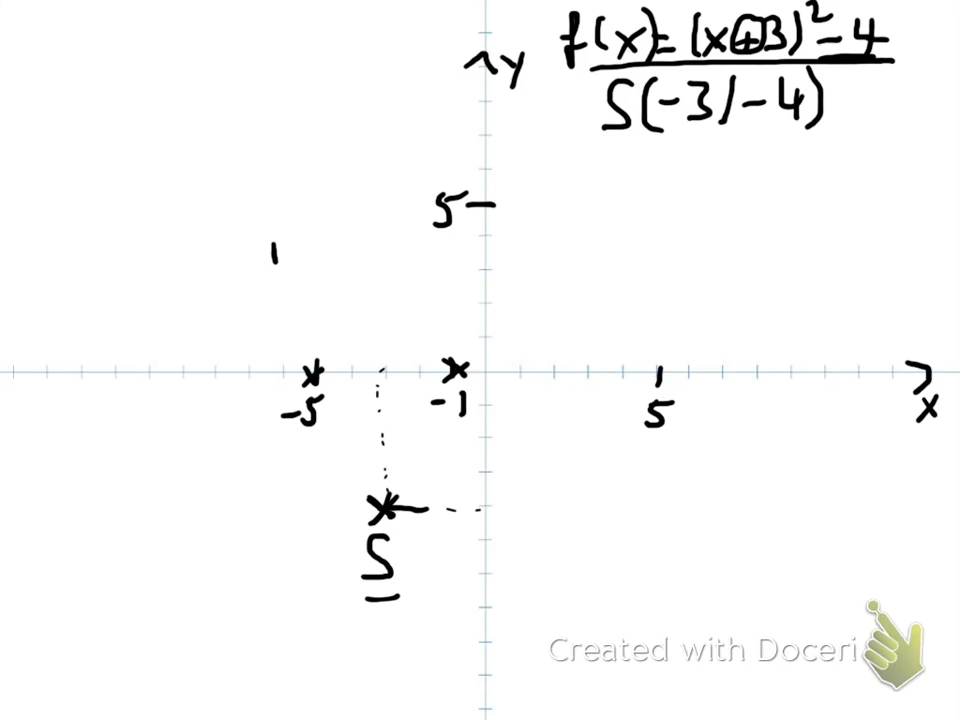 f(x)=(x+3)²-4
^y
S(-3/-4)
5
-5
-1
5
x
S
Created with Doceri